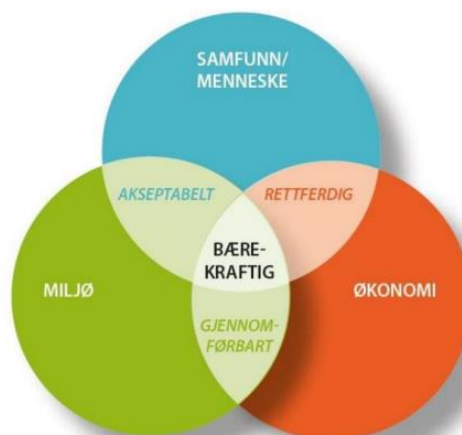 SAMFUNN/
MENNESKE
AKSEPTABELT
RETTFERDIG
BÆRE-
KRAFTIG
MILJØ
ØKONOMI
GJENNOM-
FØRBART